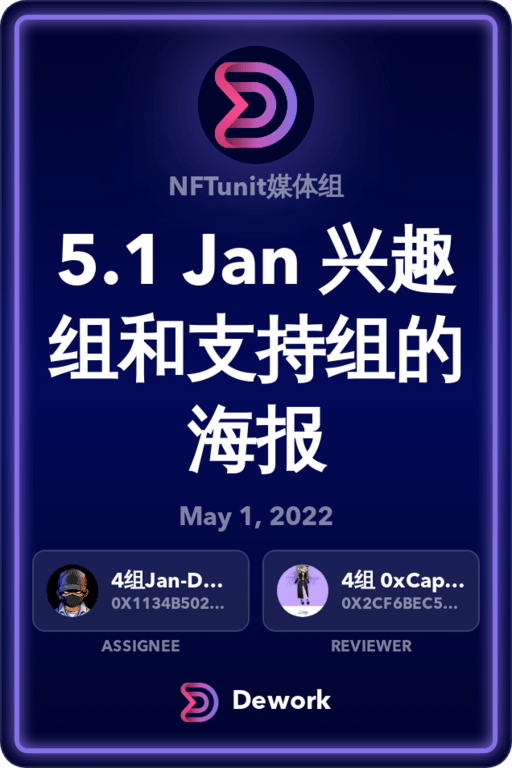 NFTunit媒体组
5.1 Jan 兴趣
组和支持组的
海报
May 1, 2022
4组Jan-D...
0X1134B502...
ASSIGNEE
4组 0xCap...
0X2CF6BEC5...
REVIEWER
Dework